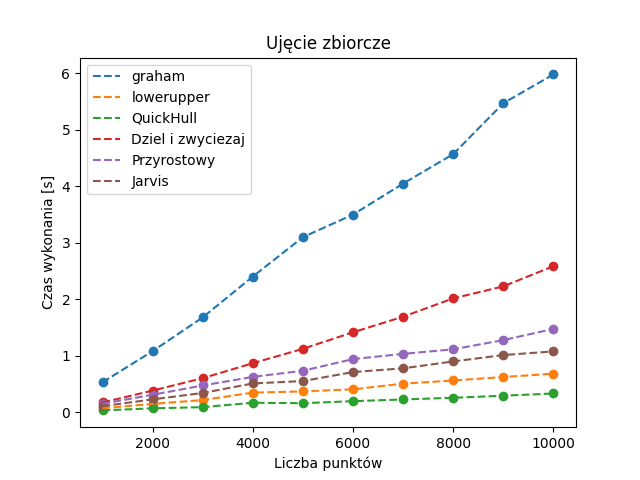 Ujęcie zbiorcze
graham
lowerupper
QuickHull
Dziel i zwyciezaj
Przyrostowy
Jarvis
Czas wykonania [s]
6
5
4
3
2
1
0
2000 4000 6000 8000 10000
Liczba punktów